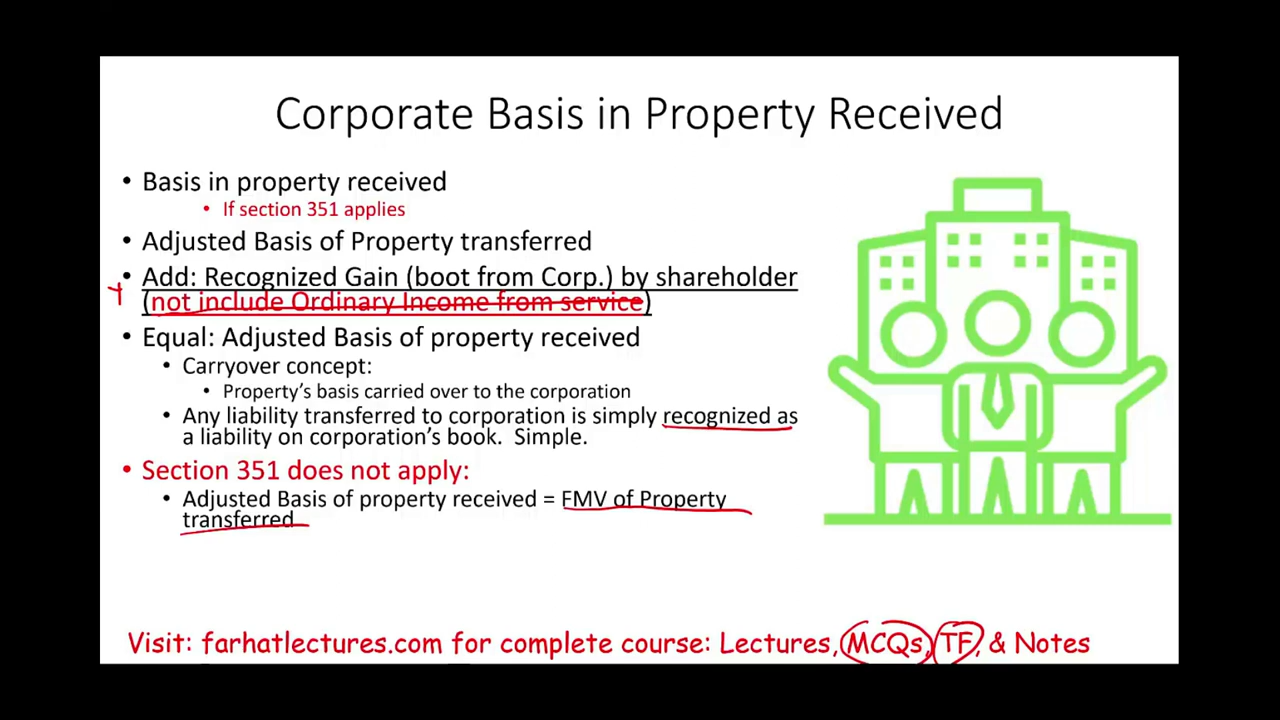 Corporate Basis in Property Received
• Basis in property received
• If section 351 applies
• Adjusted Basis of Property transferred
• Add: Recognized Gain (boot from Corp.) by shareholder
(not include Ordinary Income from service)
• Equal: Adjusted Basis of property received
• Carryover concept:
• Property's basis carried over to the corporation
• Any liability transferred to corporation is simply recognized as
a liability on corporation's book. Simple.
• Section 351 does not apply:
• Adjusted Basis of property received = FMV of Property
transferred
Visit: farhatlectures.com for complete course: Lectures, MCQs, TF, & Notes